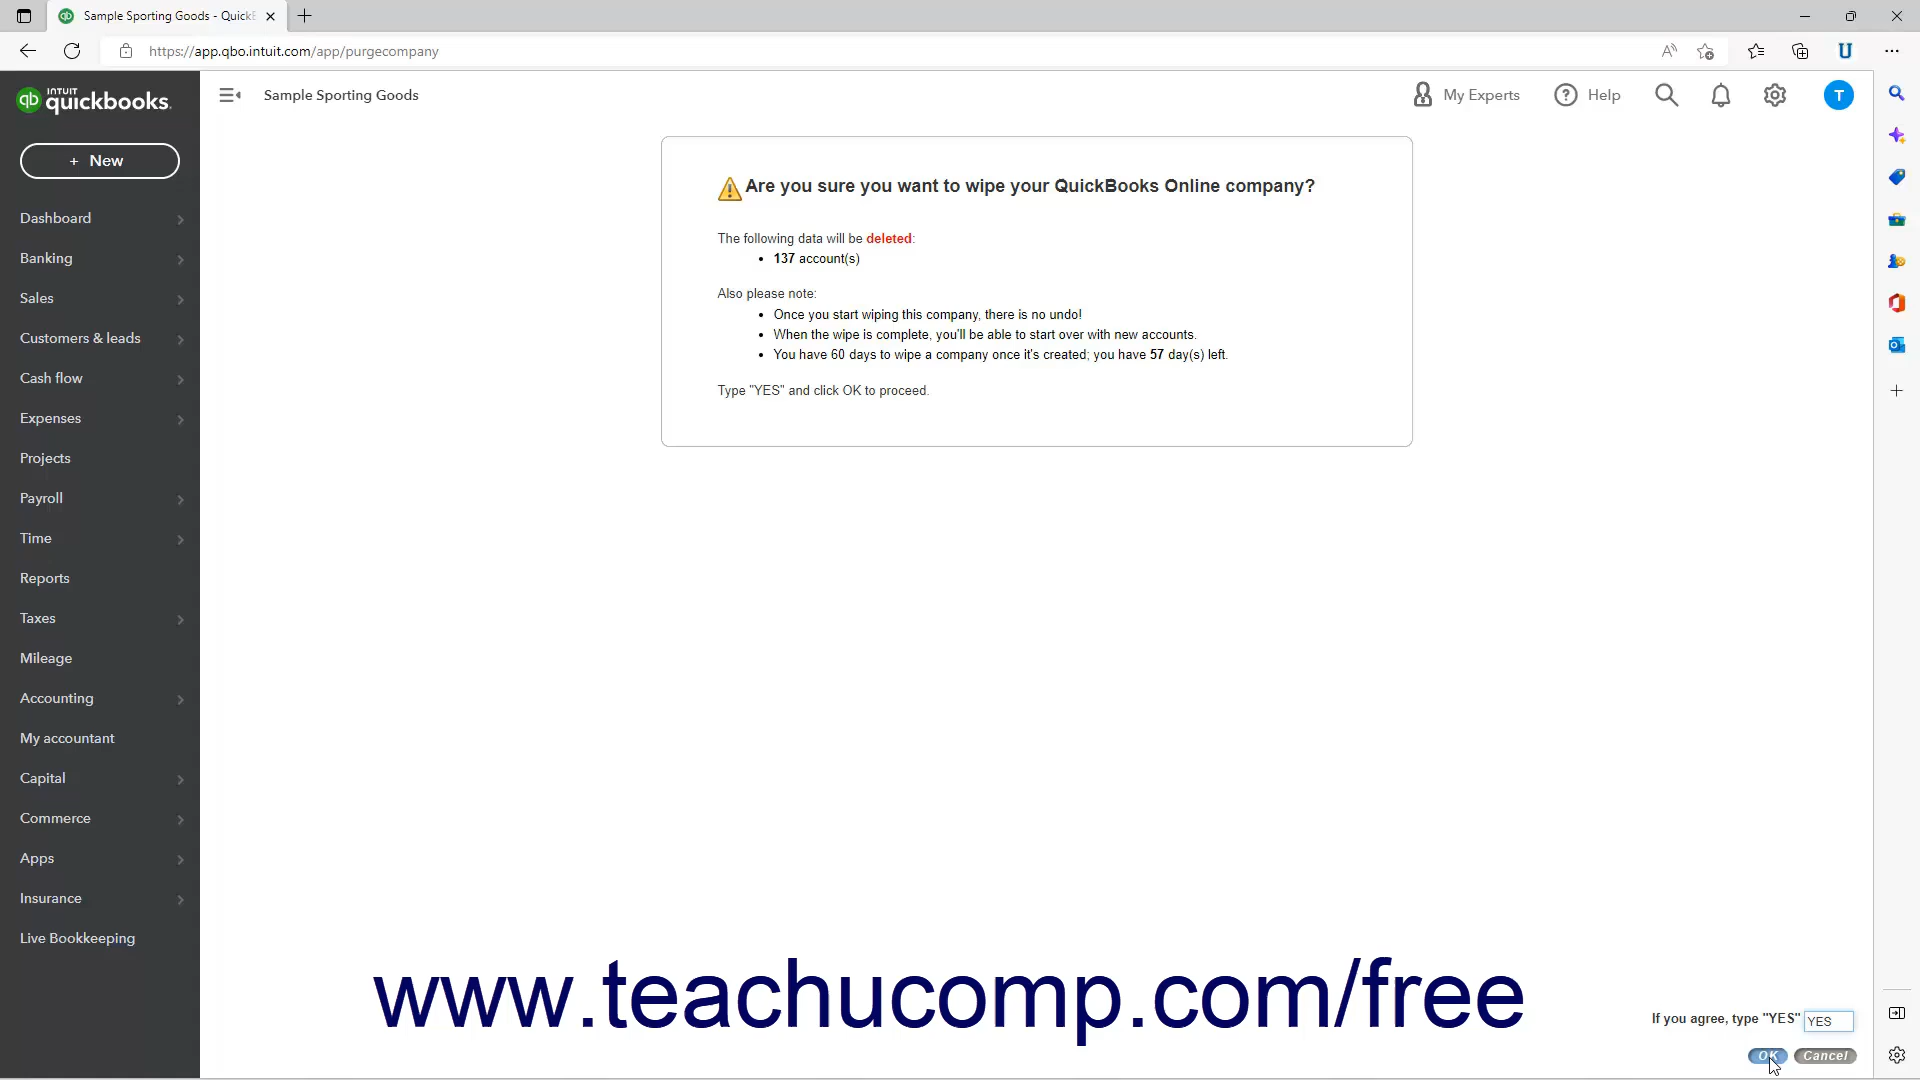 Sample Sporting Goods - QuickE
https://app.qbo.intuit.com/app/purgecompany
INTUIT
quickbooks.
Sample Sporting Goods
My Experts
Help
T
+ New
Dashboard
Banking
Sales
Customers & leads
Cash flow
Expenses
Projects
Payroll
Time
Reports
Taxes
Mileage
Accounting
My accountant
Capital
Commerce
Apps
Insurance
Live Bookkeeping
Are you sure you want to wipe your QuickBooks Online company?
The following data will be deleted:
• 137 account(s)
Also please note:
• Once you start wiping this company, there is no undo!
• When the wipe is complete, you'll be able to start over with new accounts.
• You have 60 days to wipe a company once it's created; you have 57 day(s) left.
Type "YES" and click OK to proceed.
www.teachucomp.com/free
If you agree, type "YES" YES
OK Cancel